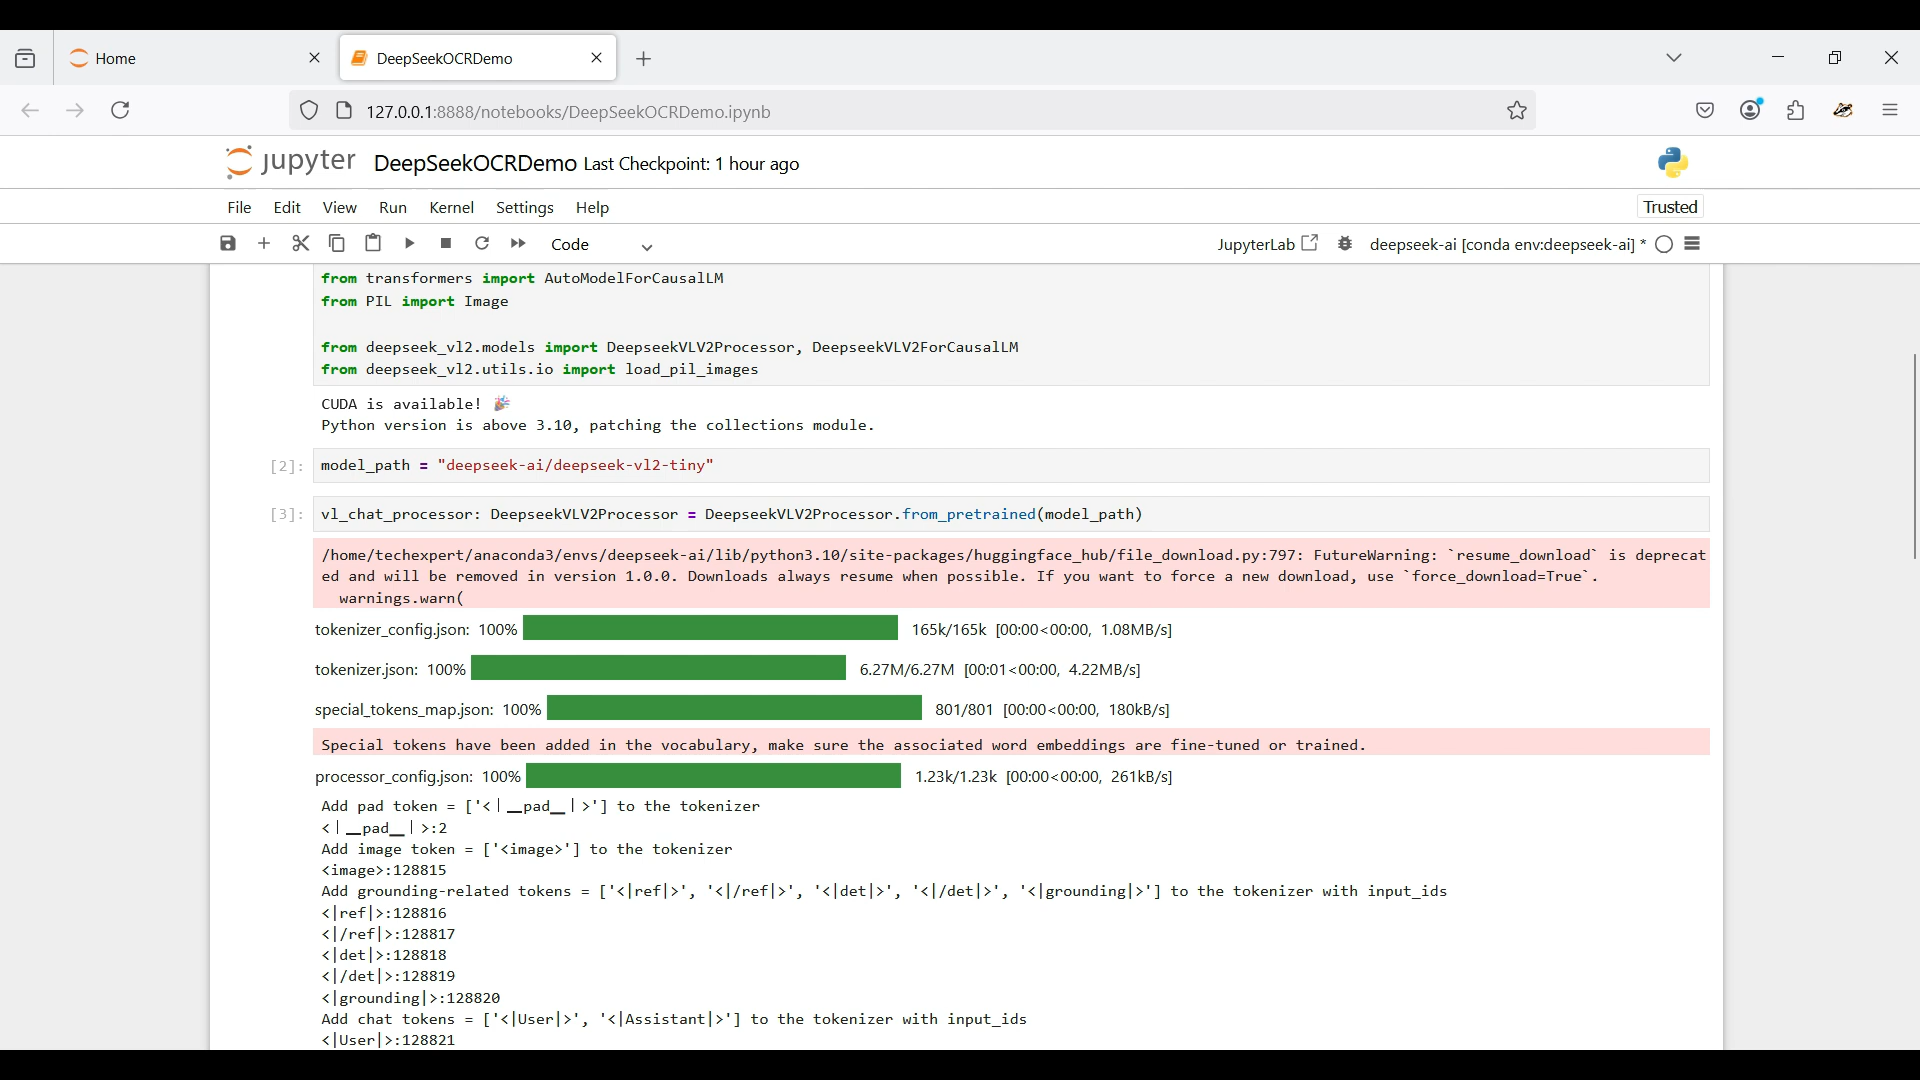 Home
DeepSeekOCRDemo
127.0.0.1:8888/notebooks/DeepSeekOCRDemo.ipynb
jupyter DeepSeekOCRDemo Last Checkpoint: 1 hour ago
File Edit View Run Kernel Settings Help Trusted
Code JupyterLab deepseek-ai [conda env:deepseek-ai] *
from transformers import AutoModelForCausalLM
from PIL import Image
from deepseek_vl2.models import DeepseekVLV2Processor, DeepseekVLV2ForCausalLM
from deepseek_vl2.utils.io import load_pil_images
CUDA is available! 🎉
Python version is above 3.10, patching the collections module.
[2]: model_path = "deepseek-ai/deepseek-vl2-tiny"
[3]: vl_chat_processor: DeepseekVLV2Processor = DeepseekVLV2Processor.from_pretrained(model_path)
/home/techexpert/anaconda3/envs/deepseek-ai/lib/python3.10/site-packages/huggingface_hub/file_download.py:797: FutureWarning: `resume_download` is deprecat
ed and will be removed in version 1.0.0. Downloads always resume when possible. If you want to force a new download, use `force_download=True`.
warnings.warn(
tokenizer_config.json: 100% 165k/165k [00:00<00:00, 1.08MB/s]
tokenizer.json: 100% 6.27M/6.27M [00:01<00:00, 4.22MB/s]
special_tokens_map.json: 100% 801/801 [00:00<00:00, 180kB/s]
Special tokens have been added in the vocabulary, make sure the associated word embeddings are fine-tuned or trained.
processor_config.json: 100% 1.23k/1.23k [00:00<00:00, 261kB/s]
Add pad token = ['<｜▁pad▁｜>'] to the tokenizer
<｜▁pad▁｜>:2
Add image token = ['<image>'] to the tokenizer
<image>:128815
Add grounding-related tokens = ['<|ref|>', '<|/ref|>', '<|det|>', '<|/det|>', '<|grounding|>'] to the tokenizer with input_ids
<|ref|>:128816
<|/ref|>:128817
<|det|>:128818
<|/det|>:128819
<|grounding|>:128820
Add chat tokens = ['<|User|>', '<|Assistant|>'] to the tokenizer with input_ids
<|User|>:128821